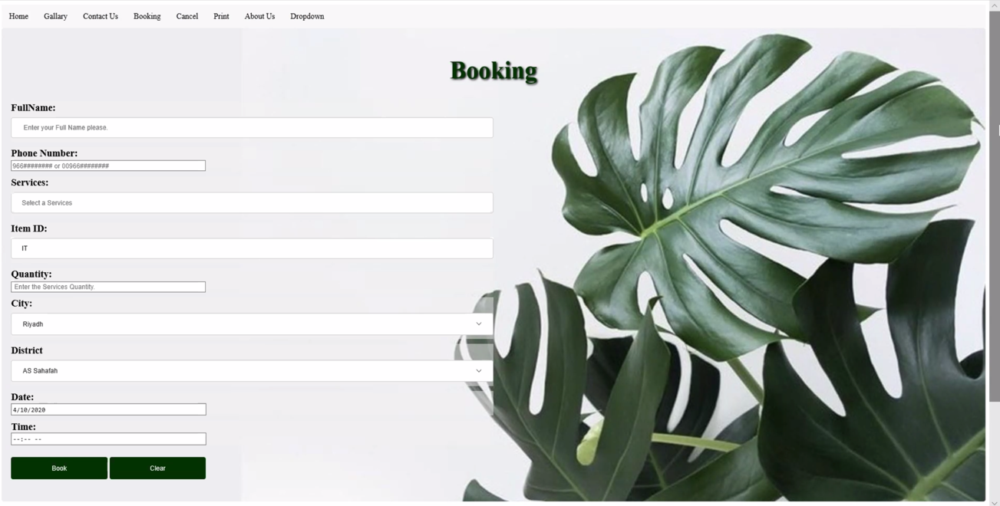 Home Gallary Contact Us Booking Cancel Print About Us Dropdown
Booking
FullName:
Enter your Full Name please.
Phone Number:
966######## or 00966########
Services:
Select a Services
Item ID:
IT
Quantity:
Enter the Services Quantity.
City:
Riyadh
District
AS Sahafah
Date:
4/10/2020
Time:
--:-- --
Book Clear